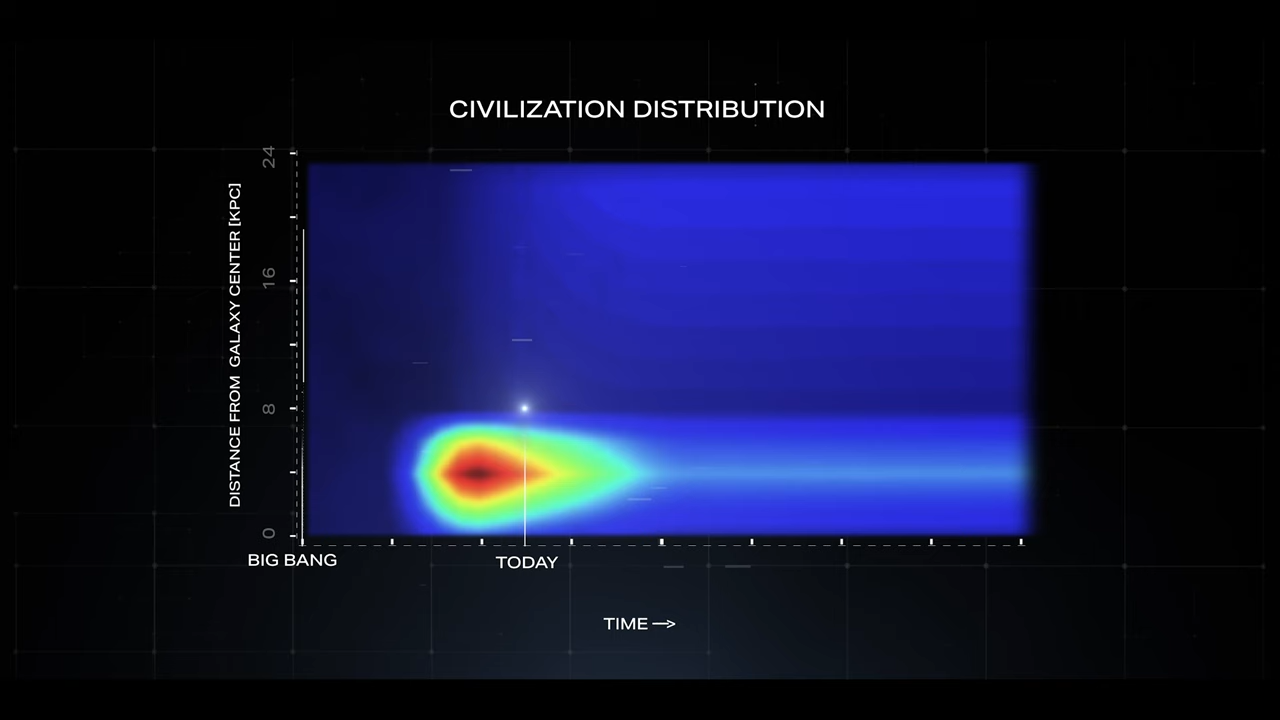 CIVILIZATION DISTRIBUTION
DISTANCE FROM GALAXY CENTER [KPC]
24
16
8
0
BIG BANG
TODAY
TIME →